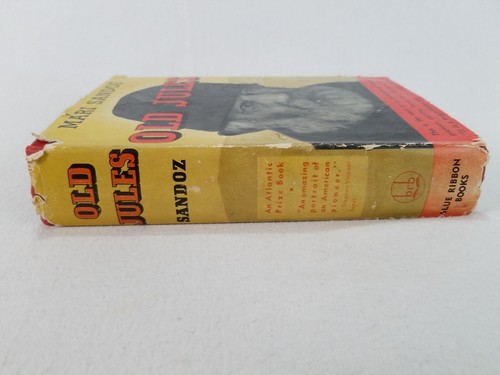 MARI SANDOZ
OLD JULES
OLD
JULES
SANDOZ
An Atlantic
Prize Book
"An amazing
portrait of
an American
pioneer."
brb
BLUE RIBBON
BOOKS